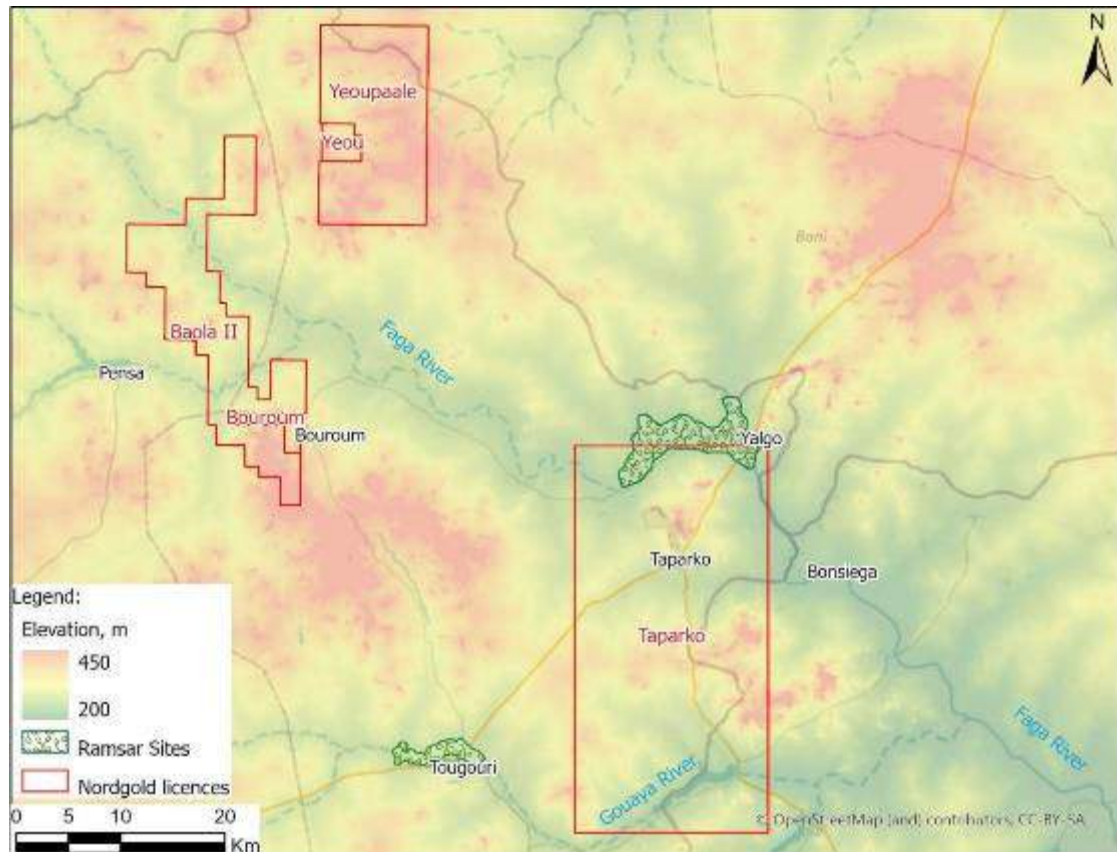 N
Yeoupaale
Yeou
Boni
Baola II
Faga River
Pensa
Bouroum
Bouroum
Yalgo
Taparko
Bonsiega
Taparko
Legend:
Elevation, m
450
200
Ramsar Sites
Nordgold licences
0 5 10 20
Km
Tougouri
Gouaya River
Faga River
© OpenStreetMap (and) contributors, CC-BY-SA